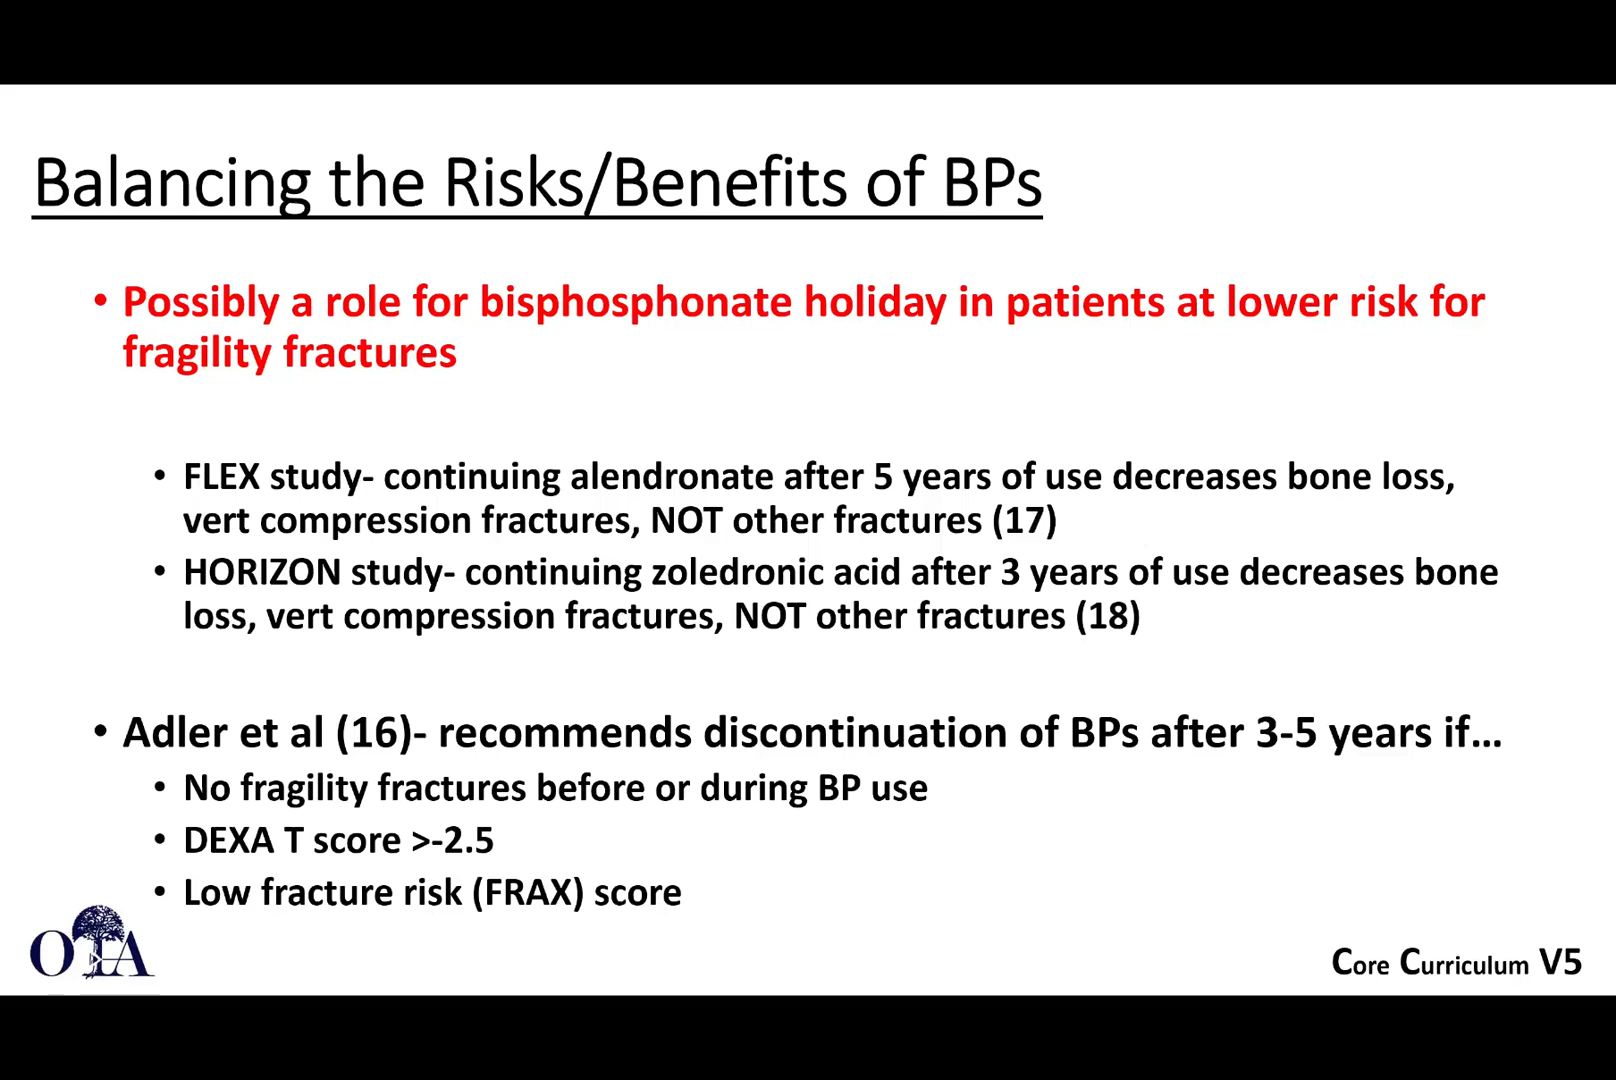 Balancing the Risks/Benefits of BPs
• Possibly a role for bisphosphonate holiday in patients at lower risk for
fragility fractures
• FLEX study- continuing alendronate after 5 years of use decreases bone loss,
vert compression fractures, NOT other fractures (17)
• HORIZON study- continuing zoledronic acid after 3 years of use decreases bone
loss, vert compression fractures, NOT other fractures (18)
• Adler et al (16)- recommends discontinuation of BPs after 3-5 years if...
• No fragility fractures before or during BP use
• DEXA T score >-2.5
• Low fracture risk (FRAX) score
OTA
Core Curriculum V5